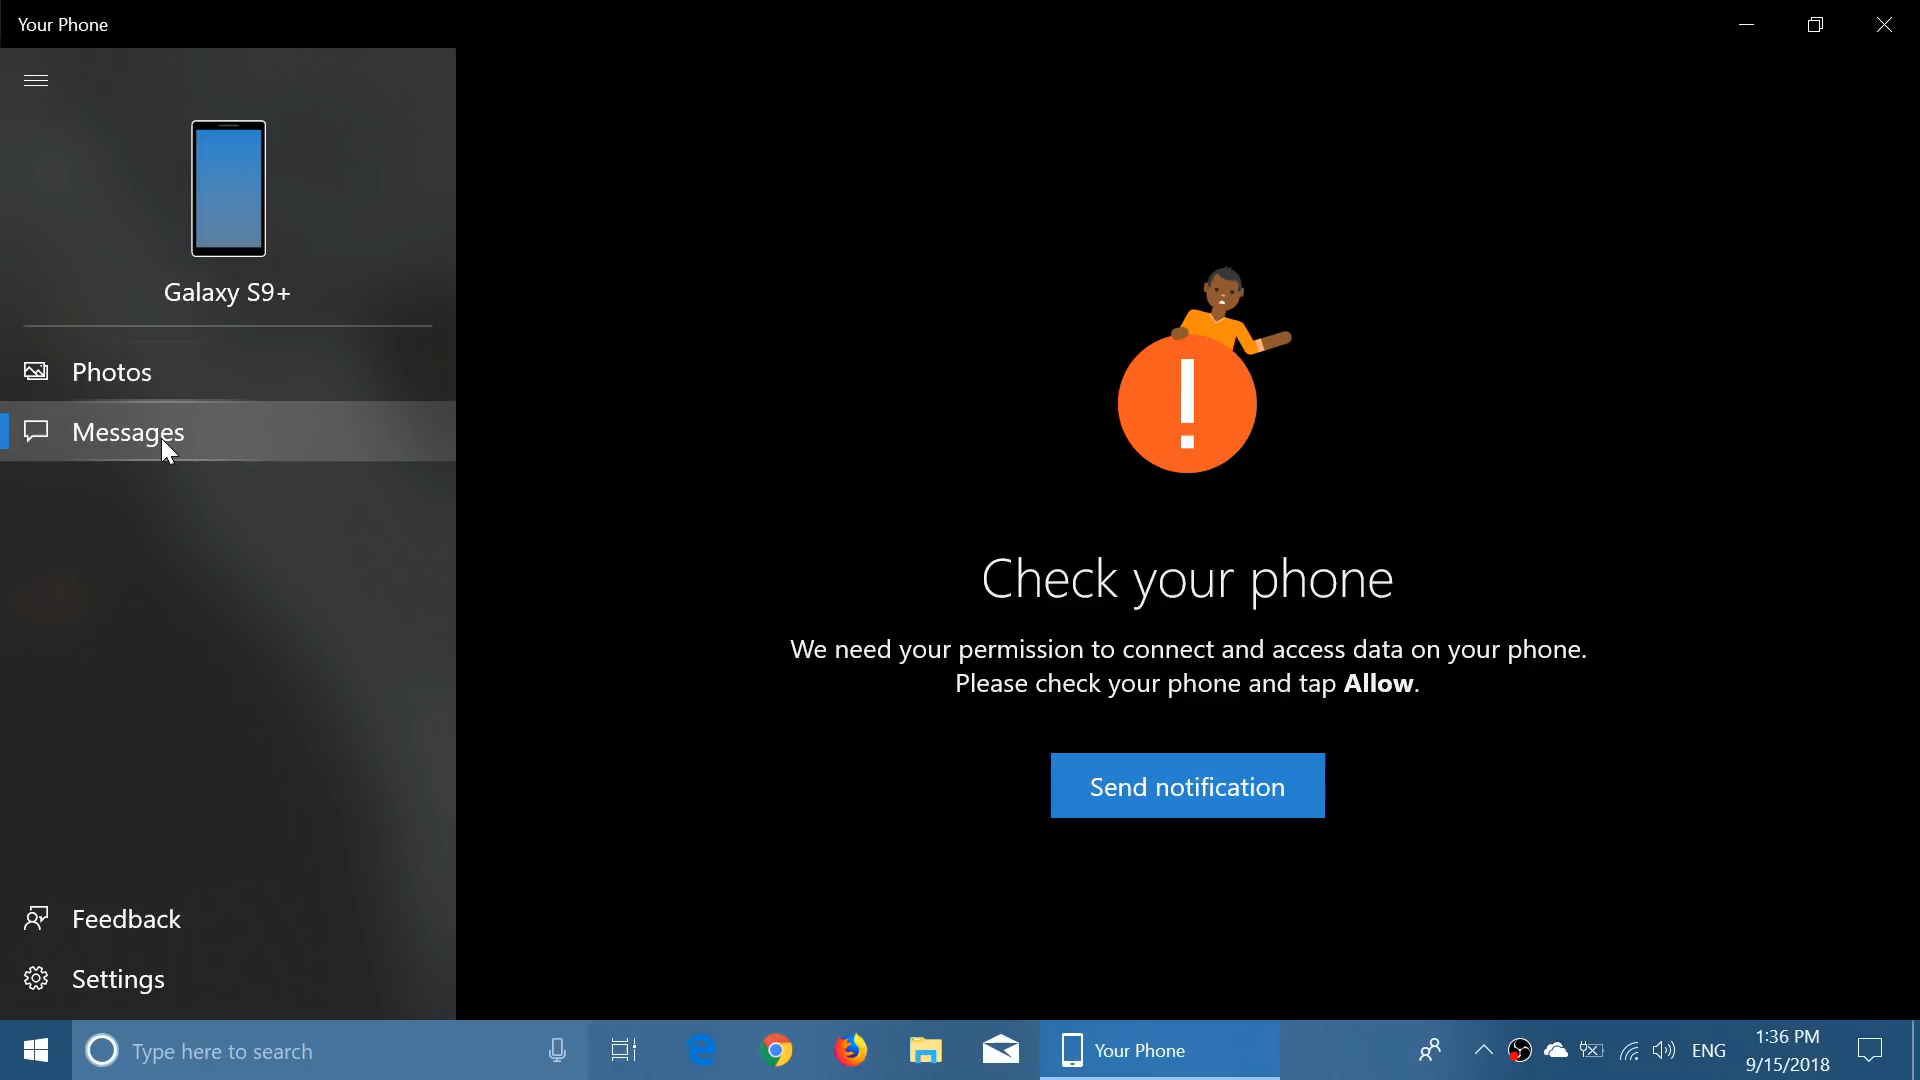 Your Phone
Galaxy S9+
Photos
Messages
!
Check your phone
We need your permission to connect and access data on your phone.
Please check your phone and tap Allow.
Send notification
Feedback
Settings
Type here to search
Your Phone
ENG
1:36 PM
9/15/2018